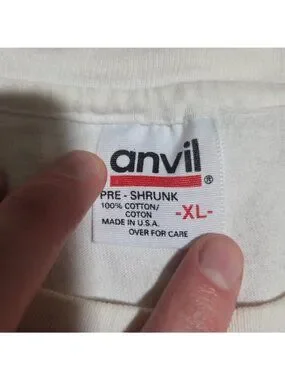 anvil
®
PRE - SHRUNK
100% COTTON/
COTON
-XL-
MADE IN U.S.A.
OVER FOR CARE